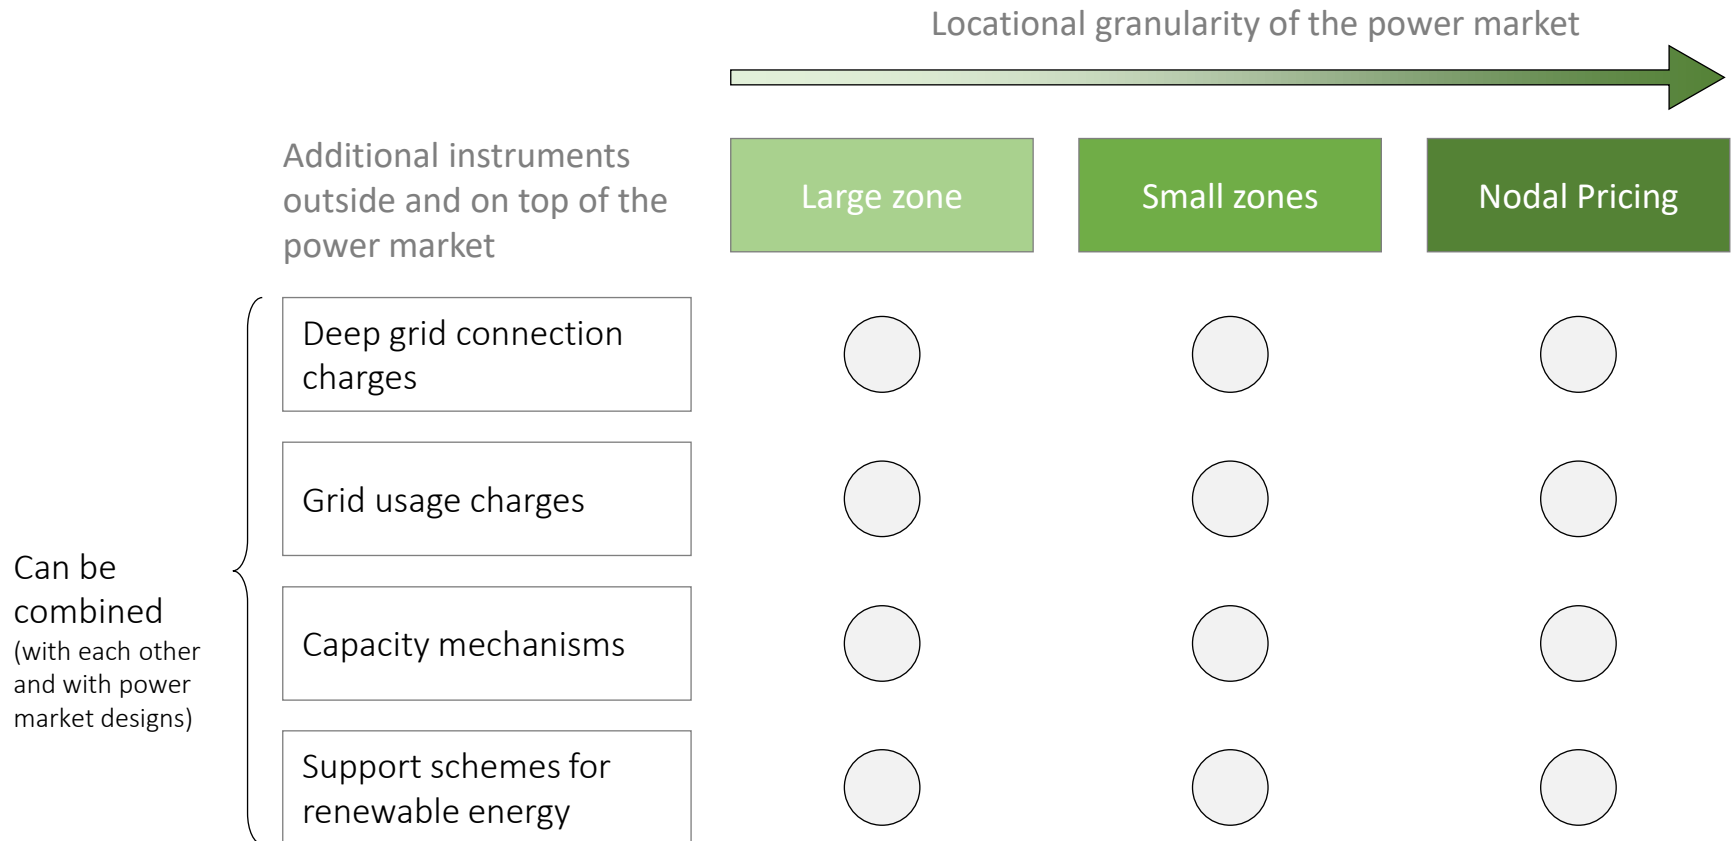 Locational granularity of the power market
Additional instruments
outside and on top of the
power market
Large zone
Small zones
Nodal Pricing
Deep grid connection
charges
Grid usage charges
Can be
combined
(with each other
and with power
market designs)
Capacity mechanisms
Support schemes for
renewable energy